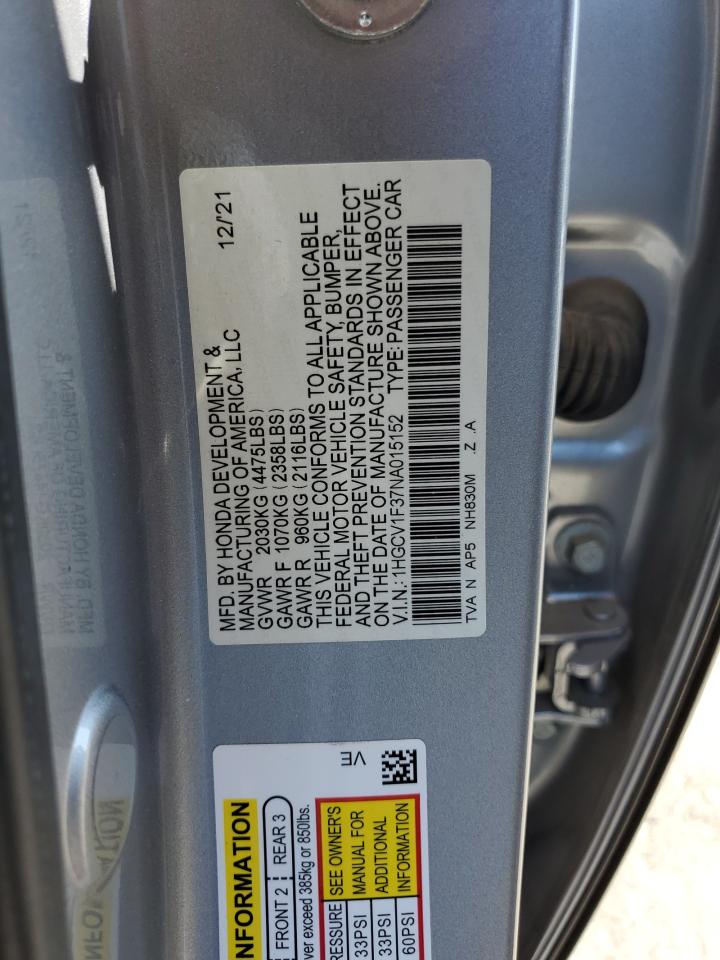 MFD. BY HONDA DEVELOPMENT &
MANUFACTURING OF AMERICA, LLC 12/'21
GVWR 2030KG (4475LBS)
GAWR F 1070KG (2358LBS)
GAWR R 960KG (2116LBS)
THIS VEHICLE CONFORMS TO ALL APPLICABLE
FEDERAL MOTOR VEHICLE SAFETY, BUMPER,
AND THEFT PREVENTION STANDARDS IN EFFECT
ON THE DATE OF MANUFACTURE SHOWN ABOVE.
V.I.N.: 1HGCV1F37NA015152 TYPE: PASSENGER CAR
TVA N AP5 NH830M .Z .A
INFORMATION
FRONT 2 REAR 3
ver exceed 385kg or 850lbs.
RESSURE SEE OWNER'S
33PSI MANUAL FOR
33PSI ADDITIONAL
60PSI INFORMATION
VE